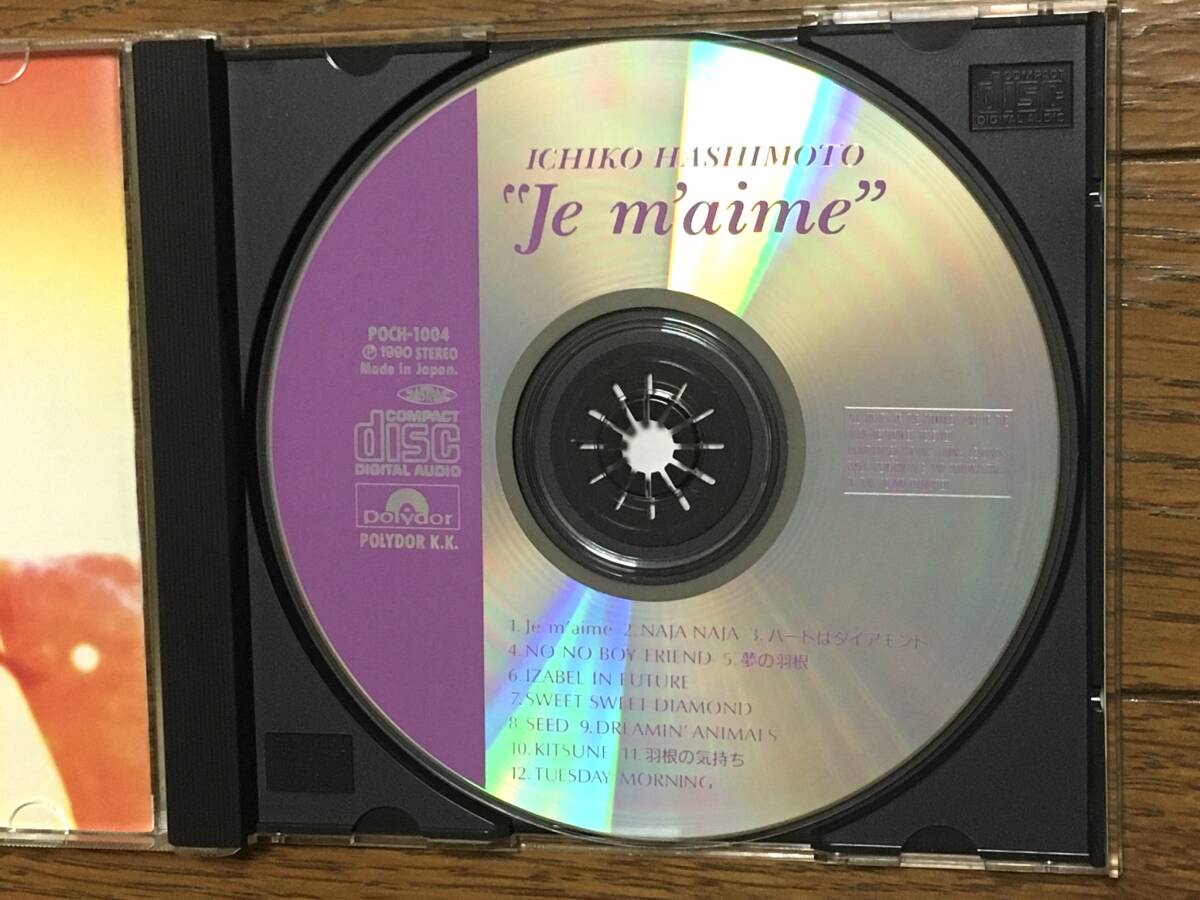 COMPACT
disc
DIGITAL AUDIO
ICHIKO HASHIMOTO
“Je m’aime”
POCH-1004
Ⓟ 1990 STEREO
Made in Japan.
COMPACT
disc
DIGITAL AUDIO
polydor
POLYDOR K.K.
1. Je m’aime 2. NAJA NAJA 3. ハートはダイアモンド
4. NO NO BOY FRIEND 5. 夢の羽根
6. IZABEL IN FUTURE
7. SWEET SWEET DIAMOND
8. SEED 9. DREAMIN’ ANIMALS
10. KITSUNE 11. 羽根の気持ち
12. TUESDAY MORNING